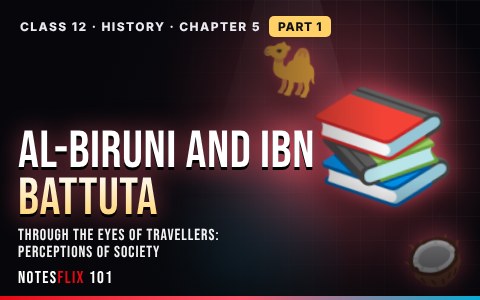 CLASS 12 · HISTORY · CHAPTER 5 PART 1
AL-BIRUNI AND IBN
BATTUTA
THROUGH THE EYES OF TRAVELLERS:
PERCEPTIONS OF SOCIETY
NOTESFLIX 101